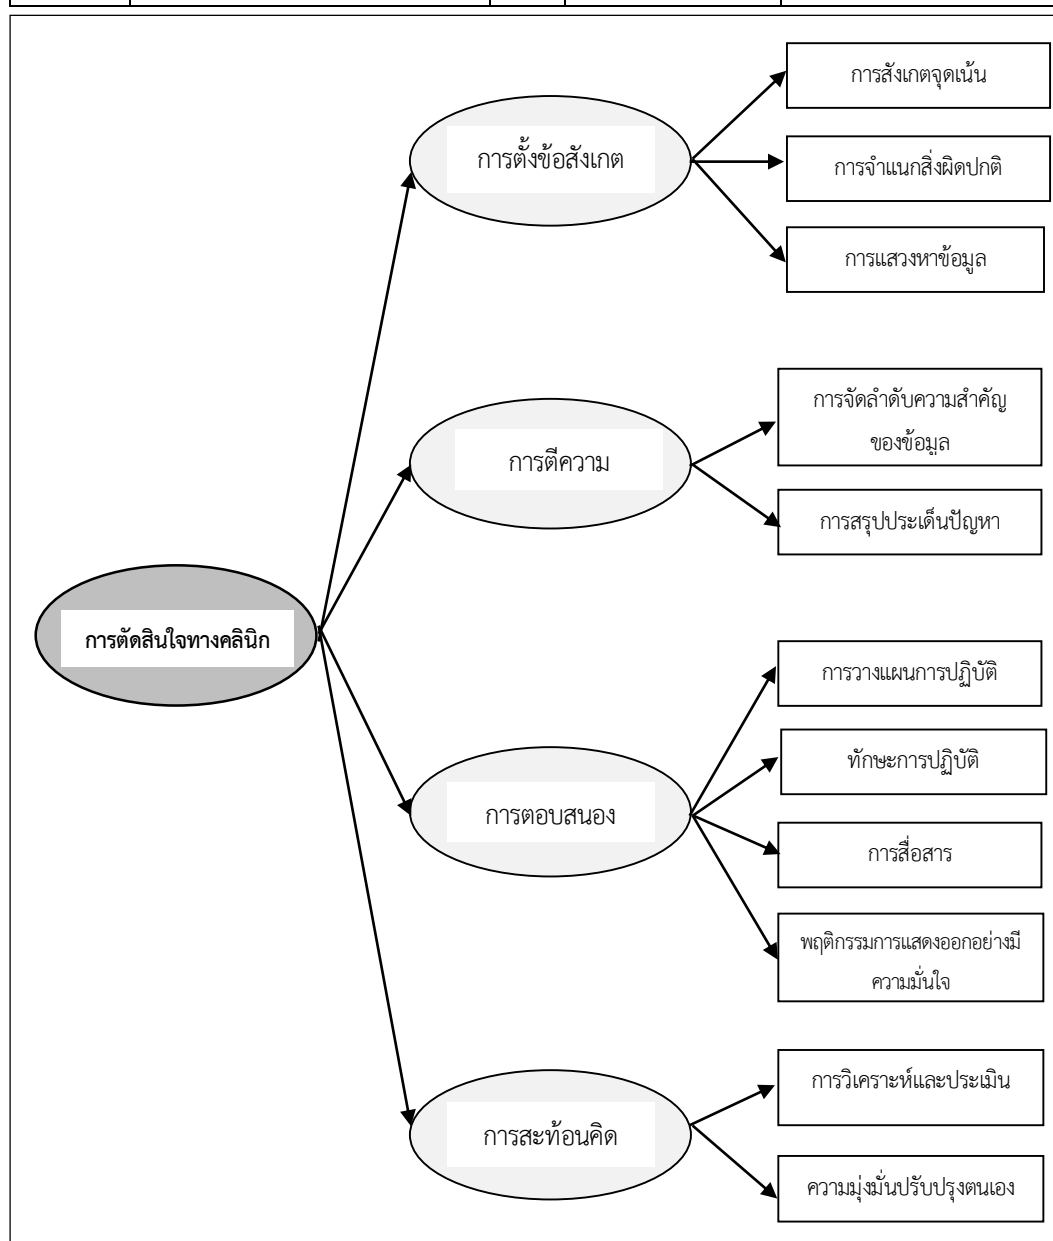 การตัดสินใจทางคลินิก
การตั้งข้อสังเกต
การสังเกตจุดเน้น
การจำแนกสิ่งผิดปกติ
การแสวงหาข้อมูล
การตีความ
การจัดลำดับความสำคัญ
ของข้อมูล
การสรุปประเด็นปัญหา
การตอบสนอง
การวางแผนการปฏิบัติ
ทักษะการปฏิบัติ
การสื่อสาร
พฤติกรรมการแสดงออกอย่างมี
ความมั่นใจ
การสะท้อนคิด
การวิเคราะห์และประเมิน
ความมุ่งมั่นปรับปรุงตนเอง